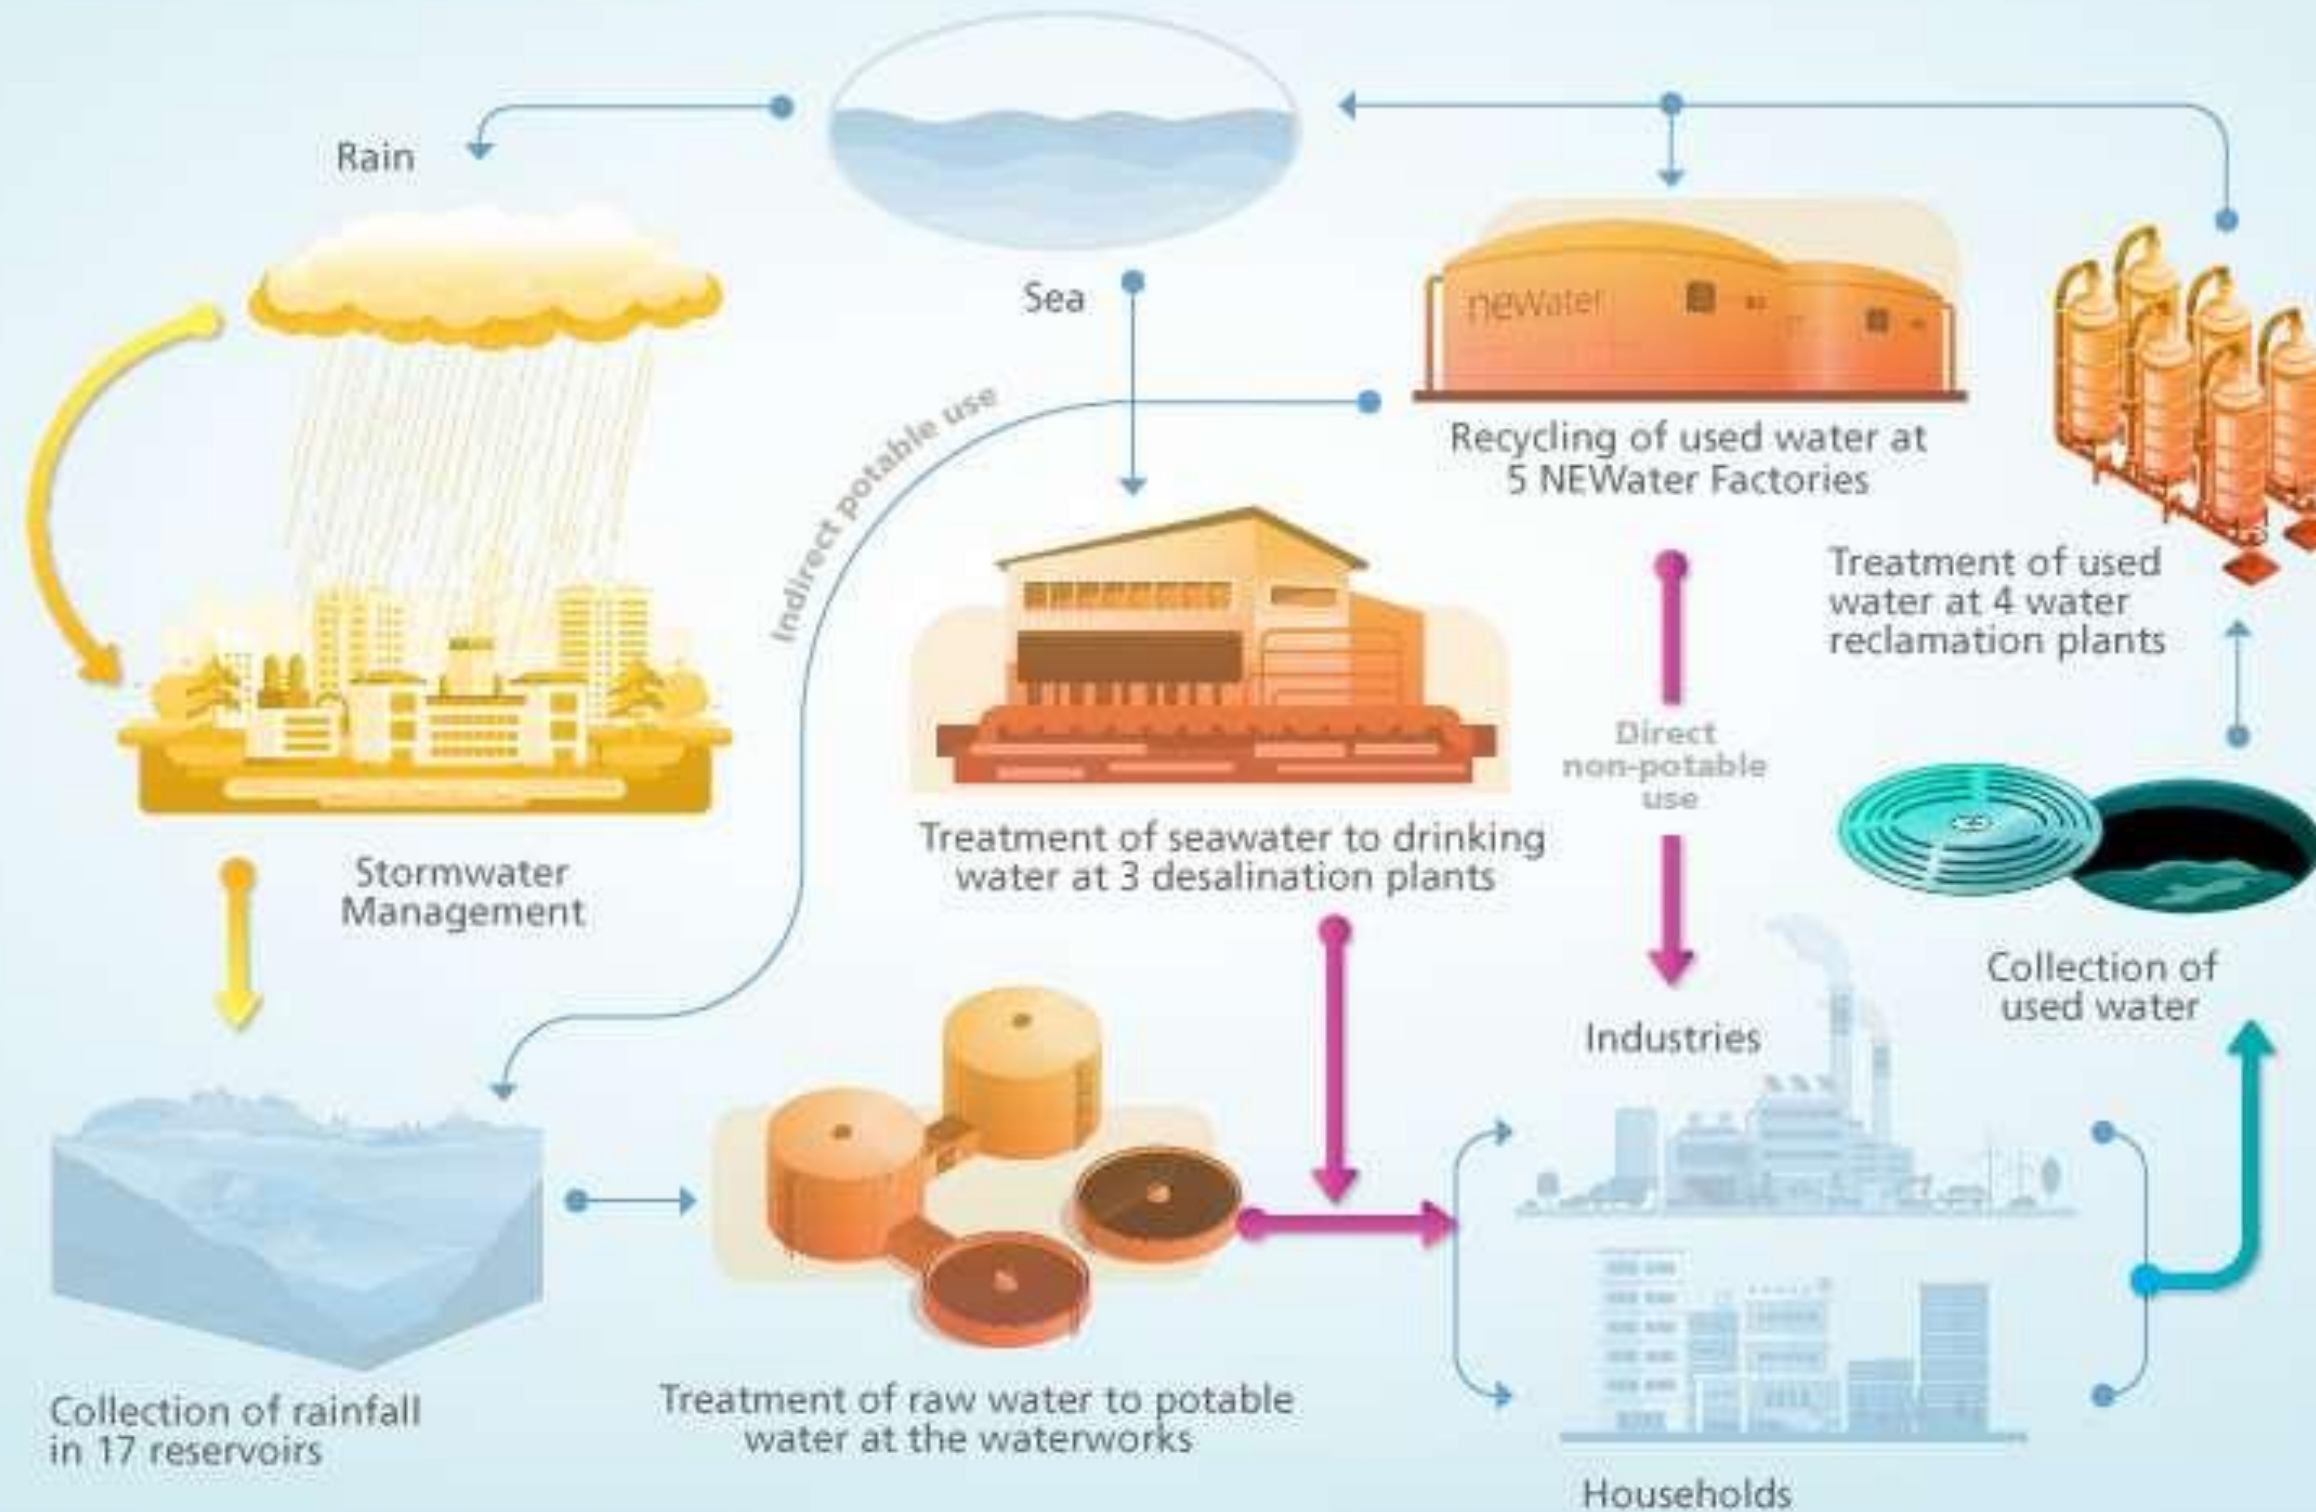 Rain
Sea
newater
Recycling of used water at
5 NEWater Factories
Indirect potable use
Treatment of used
water at 4 water
reclamation plants
Direct
non-potable
use
Treatment of seawater to drinking
water at 3 desalination plants
Stormwater
Management
Collection of
used water
Industries
Collection of rainfall
in 17 reservoirs
Treatment of raw water to potable
water at the waterworks
Households